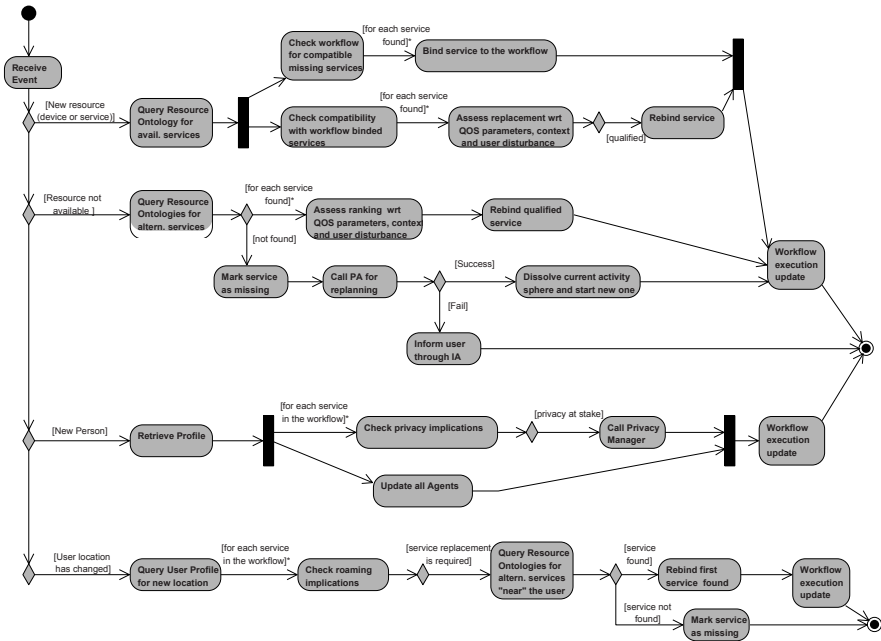 [for each service
found]*
Check workflow
for compatible
missing services
Bind service to the workflow
Receive
Event
[for each service
found]*
[New resource
(device or service)]
Query Resource
Ontology for
avail. services
Check compatibility
with workflow binded
services
Assess replacement wrt
QOS parameters, context
and user disturbance
[qualified]
Rebind service
[for each service
found]*
[Resource not
available ]
Query Resource
Ontologies for
altern. services
Assess ranking wrt
QOS parameters, contex
and user disturbance
Rebind qualified
service
[not found]
Mark service
as missing
Call PA for
replanning
[Success]
Dissolve current activity
sphere and start new one
Workflow
execution
update
[Fail]
Inform user
through IA
[for each service
in the workflow]*
[New Person]
Retrieve Profile
Check privacy implications
[privacy at stake]
Call Privacy
Manager
Workflow
execution
update
Update all Agents
[User location
has changed]
Query User Profile
for new location
[for each service
in the workflow]*
Check roaming
implications
[service replacement
is required]
Query Resource
Ontologies for
altern. services
"near" the user
[service
found]
Rebind first
service found
Workflow
execution
update
[service not
found]
Mark service
as missing